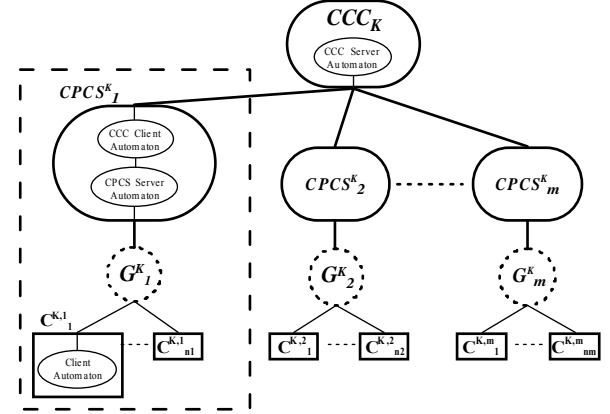 CCC_K
CCC Server
Automaton
CPCS^K_1
CCC Client
Automaton
CPCS Server
Automaton
CPCS^K_2
CPCS^K_m
G^K_1
G^K_2
G^K_m
C^{K,1}_1
C^{K,1}_{n1}
C^{K,2}_1
C^{K,2}_{n2}
C^{K,m}_1
C^{K,m}_{nm}
Client
Automaton